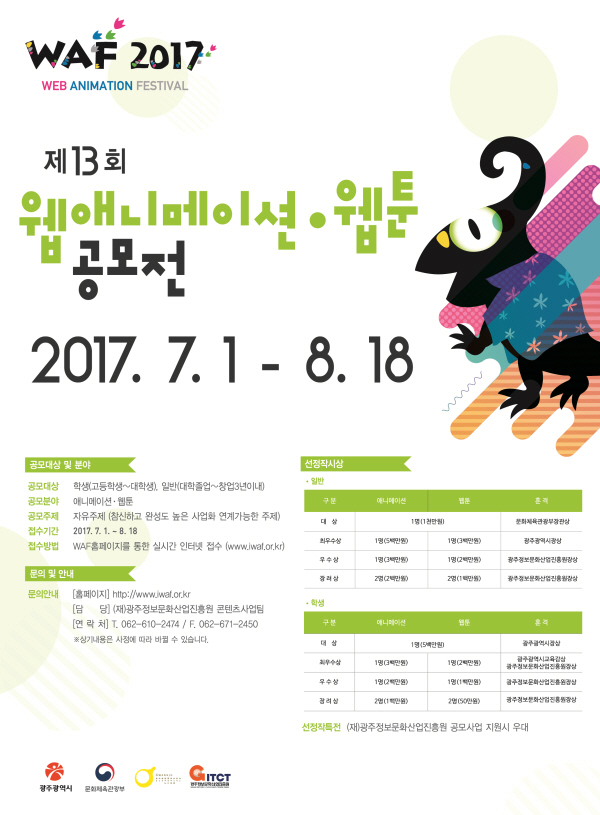 WAF 2017
WEB ANIMATION FESTIVAL
제13회
웹애니메이션·웹툰
공모전
2017. 7. 1 - 8. 18
공모대상 및 분야
공모대상 학생(고등학생~대학생), 일반(대학졸업~창업3년이내)
공모분야 애니메이션·웹툰
공모주제 자유주제 (참신하고 완성도 높은 사업화 연계가능한 주제)
접수기간 2017. 7. 1. ~ 8. 18
접수방법 WAF홈페이지를 통한 실시간 인터넷 접수 (www.iwaf.or.kr)
문의 및 안내
문의안내 [홈페이지] http://www.iwaf.or.kr
[담 당] (재)광주정보문화산업진흥원 콘텐츠사업팀
[연 락 처] T. 062-610-2474 / F. 062-671-2450
※상기내용은 사정에 따라 바뀔 수 있습니다.
선정작시상
· 일반
구 분 애니메이션 웹툰 훈 격
대 상 1명(1천만원) 문화체육관광부장관상
최우수상 1명(5백만원) 1명(3백만원) 광주광역시장상
우 수 상 1명(3백만원) 1명(2백만원) 광주정보문화산업진흥원장상
장 려 상 2명(2백만원) 2명(1백만원) 광주정보문화산업진흥원장상
· 학생
구 분 애니메이션 웹툰 훈 격
대 상 1명(5백만원) 광주광역시장상
최우수상 1명(3백만원) 1명(2백만원) 광주광역시교육감상
광주정보문화산업진흥원장상
우 수 상 1명(2백만원) 1명(1백만원) 광주정보문화산업진흥원장상
장 려 상 2명(1백만원) 2명(50만원) 광주정보문화산업진흥원장상
선정작특전 (재)광주정보문화산업진흥원 공모사업 지원시 우대
광주광역시
문화체육관광부
GITCT
광주정보문화산업진흥원